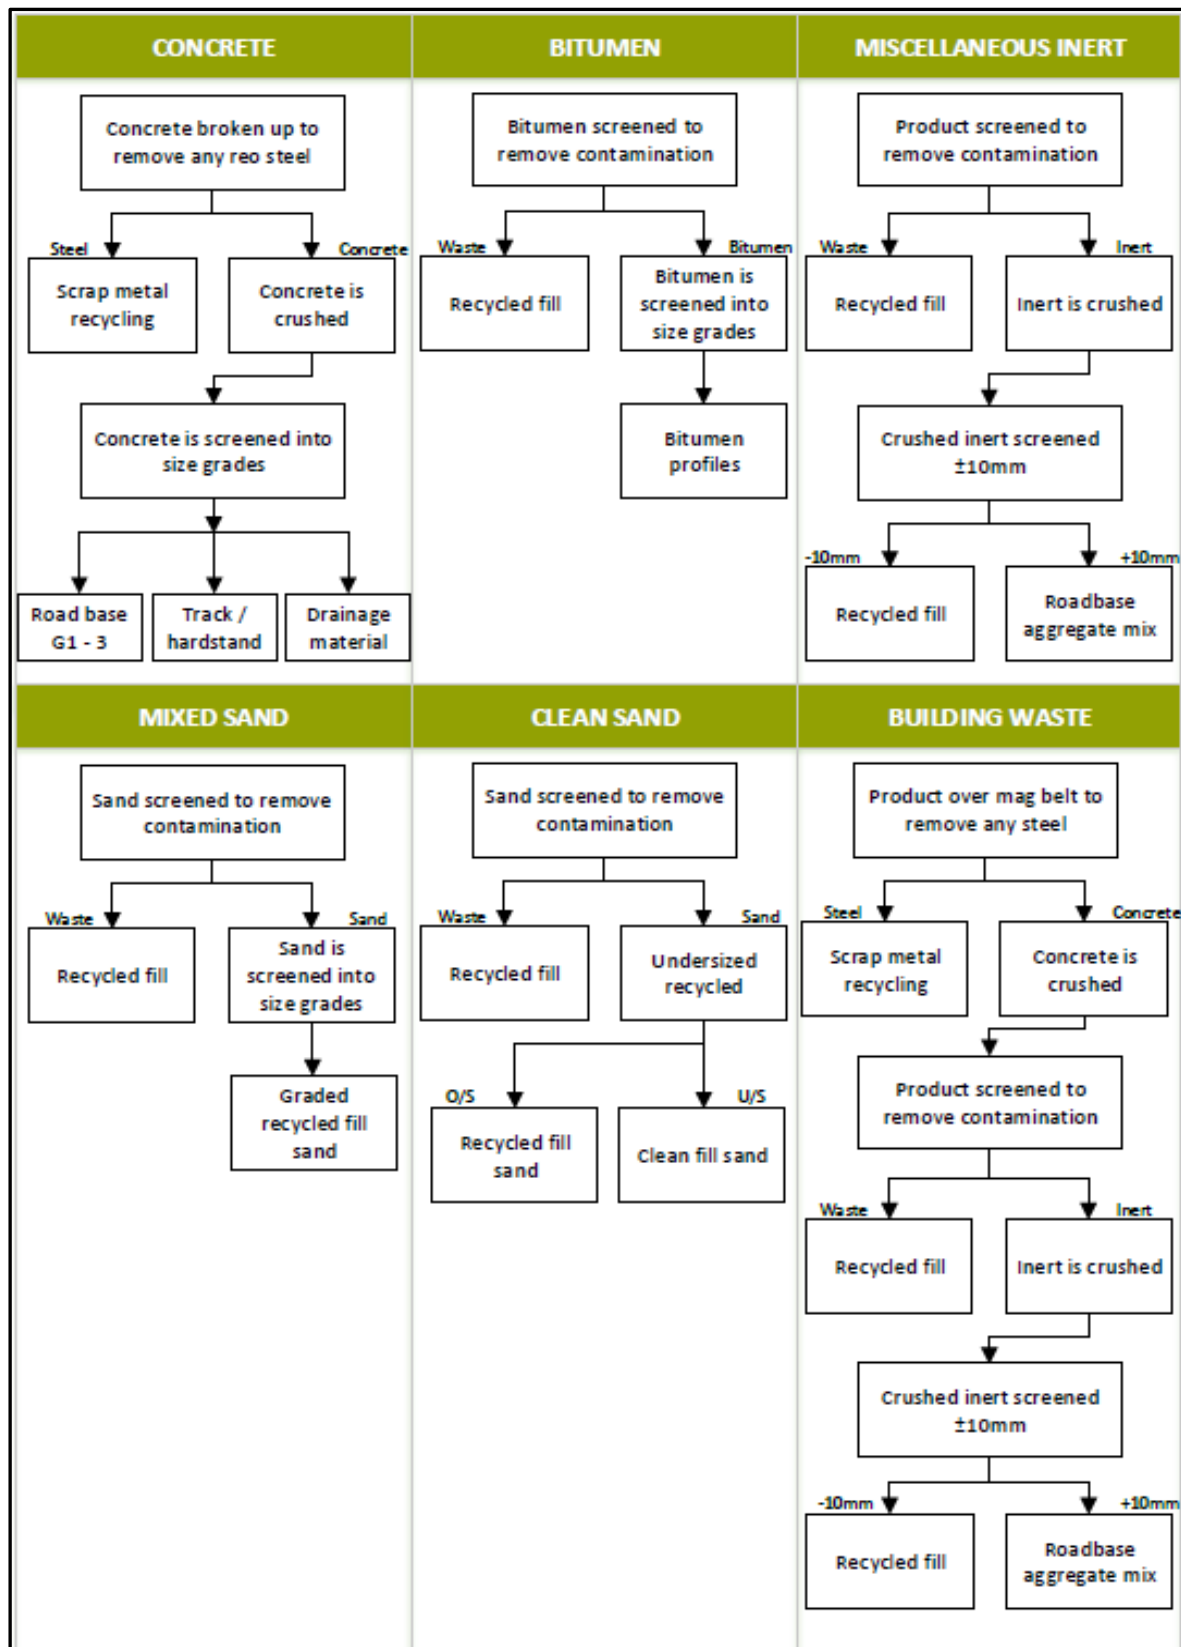 CONCRETE
Concrete broken up to
remove any reo steel
Steel
Concrete
Scrap metal
recycling
Concrete is
crushed
Concrete is screened into
size grades
Road base
G1 - 3
Track /
hardstand
Drainage
material
BITUMEN
Bitumen screened to
remove contamination
Waste
Bitumen
Recycled fill
Bitumen is
screened into
size grades
Bitumen
profiles
MISCELLANEOUS INERT
Product screened to
remove contamination
Waste
Inert
Recycled fill
Inert is crushed
Crushed inert screened
±10mm
-10mm
+10mm
Recycled fill
Roadbase
aggregate mix
MIXED SAND
Sand screened to remove
contamination
Waste
Sand
Recycled fill
Sand is
screened into
size grades
Graded
recycled fill
sand
CLEAN SAND
Sand screened to remove
contamination
Waste
Sand
Recycled fill
Undersized
recycled
O/S
U/S
Recycled fill
sand
Clean fill sand
BUILDING WASTE
Product over mag belt to
remove any steel
Steel
Concrete
Scrap metal
recycling
Concrete is
crushed
Product screened to
remove contamination
Waste
Inert
Recycled fill
Inert is crushed
Crushed inert screened
±10mm
-10mm
+10mm
Recycled fill
Roadbase
aggregate mix